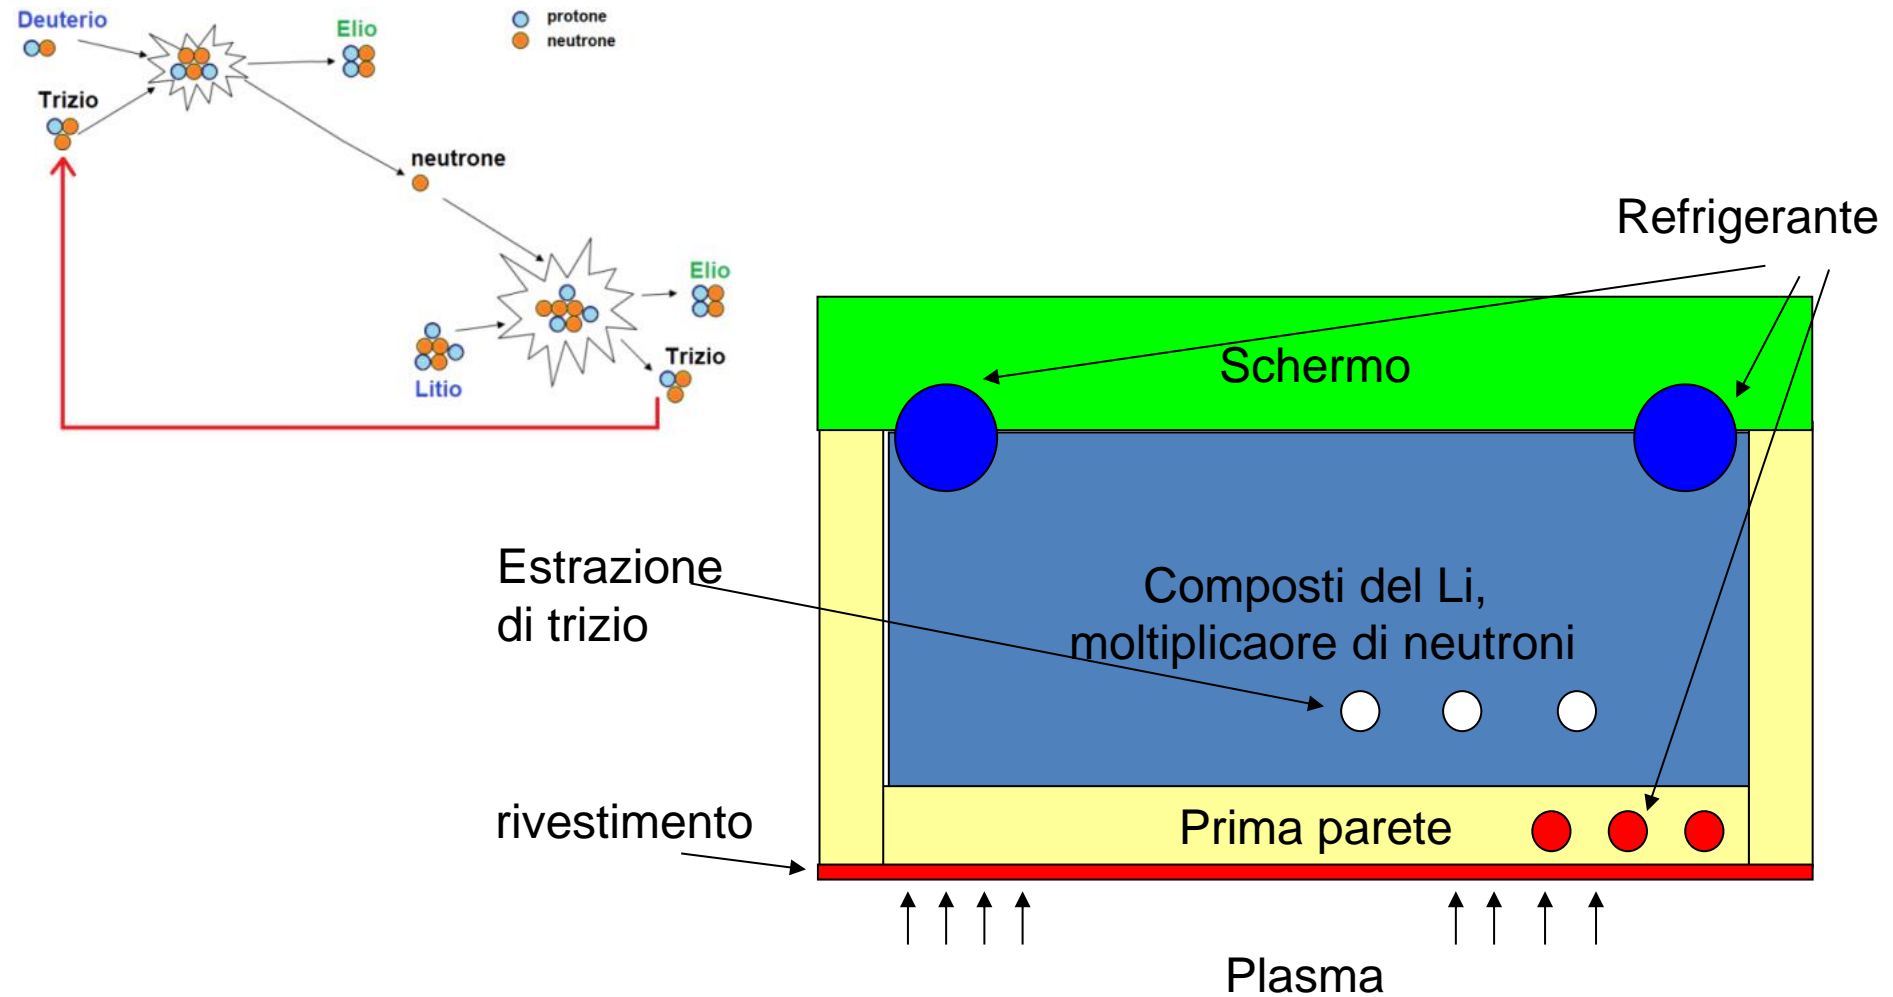 Deuterio
Elio
protone
neutrone
Trizio
neutrone
Elio
Trizio
Litio
Refrigerante
Schermo
Estrazione
di trizio
Composti del Li,
moltiplicaore di neutroni
rivestimento
Prima parete
Plasma